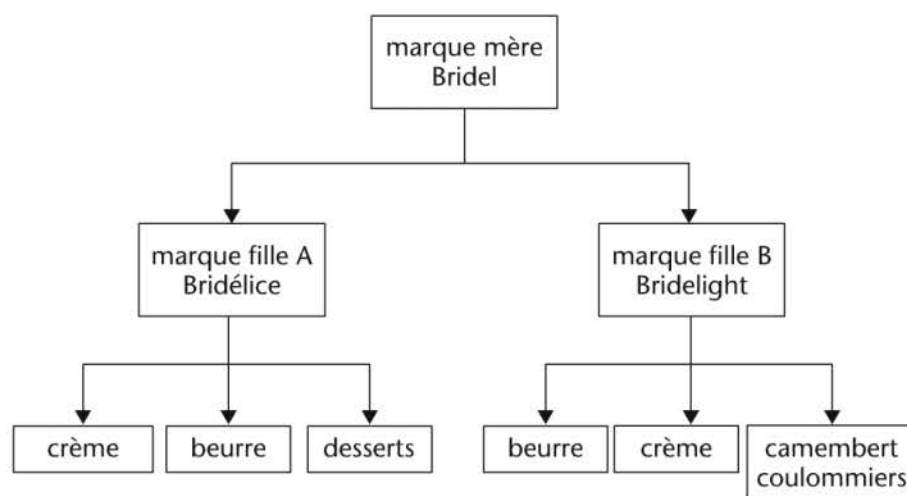 marque mère
Bridel
marque fille A
Bridélice
marque fille B
Bridelight
crème
beurre
desserts
beurre
crème
camembert
coulommiers